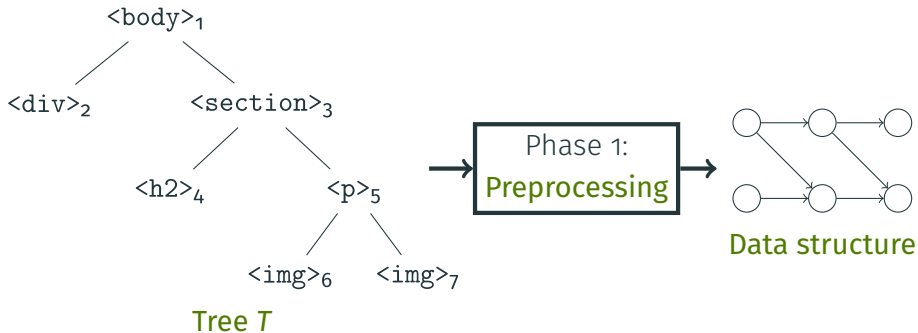 <body>₁
<div>₂
<section>₃
<h2>₄
<p>₅
<img>₆
<img>₇
Tree T
Phase 1:
Preprocessing
Data structure